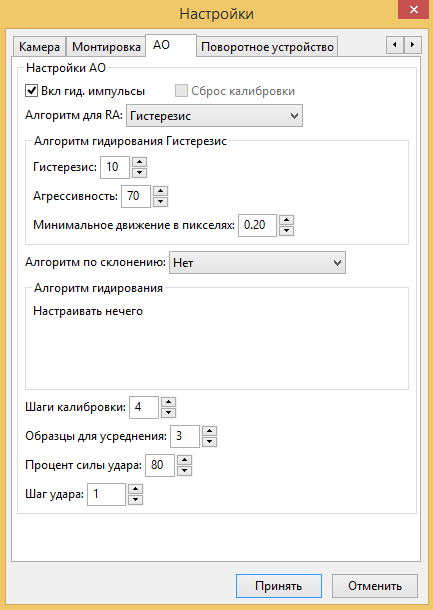 Настройки
Камера Монтировка АО Поворотное устройство
Настройки АО
Вкл гид. импульсы Сброс калибровки
Алгоритм для RA: Гистерезис
Алгоритм гидирования Гистерезис
Гистерезис: 10
Агрессивность: 70
Минимальное движение в пикселях: 0.20
Алгоритм по склонению: Нет
Алгоритм гидирования
Настраивать нечего
Шаги калибровки: 4
Образцы для усреднения: 3
Процент силы удара: 80
Шаг удара: 1
Принять Отменить